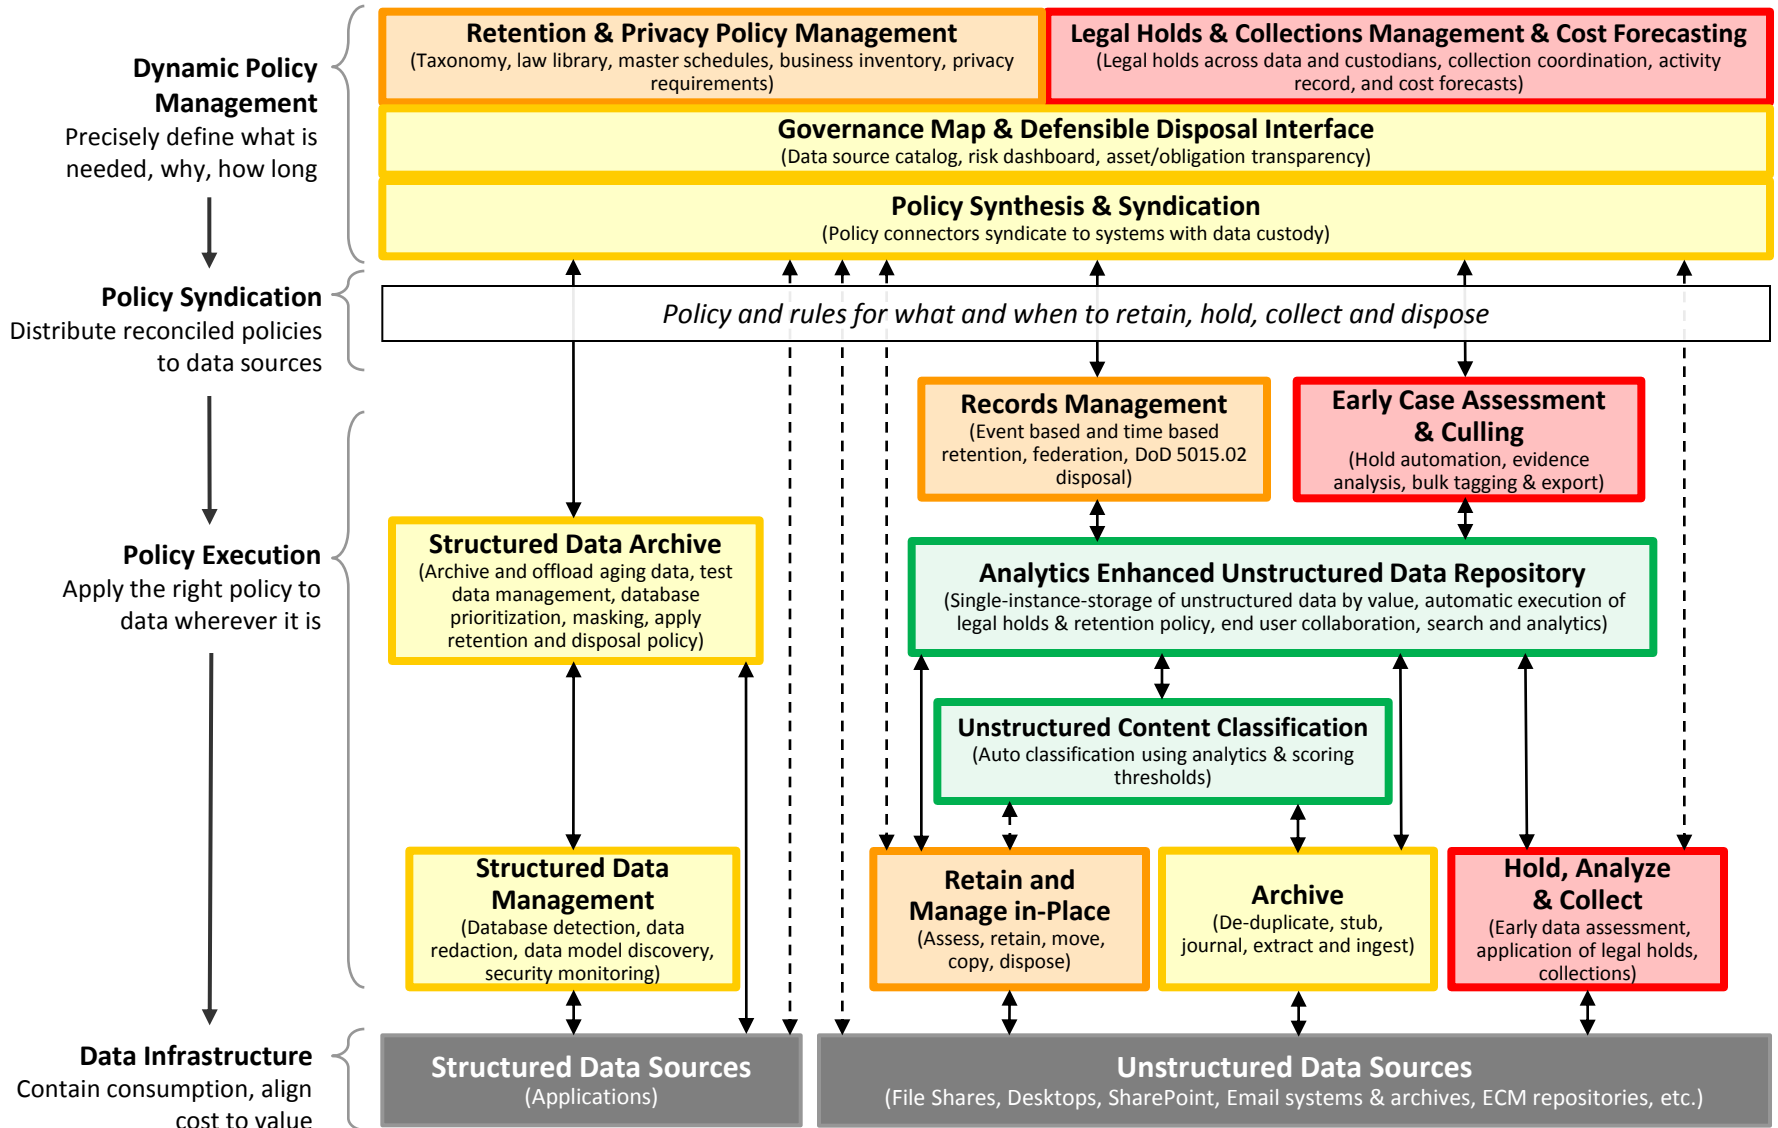 Dynamic Policy
Management
Precisely define what is
needed, why, how long
Retention & Privacy Policy Management
(Taxonomy, law library, master schedules, business inventory, privacy
requirements)
Legal Holds & Collections Management & Cost Forecasting
(Legal holds across data and custodians, collection coordination, activity
record, and cost forecasts)
Governance Map & Defensible Disposal Interface
(Data source catalog, risk dashboard, asset/obligation transparency)
Policy Synthesis & Syndication
(Policy connectors syndicate to systems with data custody)
Policy Syndication
Distribute reconciled policies
to data sources
Policy and rules for what and when to retain, hold, collect and dispose
Policy Execution
Apply the right policy to
data wherever it is
Records Management
(Event based and time based
retention, federation, DoD 5015.02
disposal)
Early Case Assessment
& Culling
(Hold automation, evidence
analysis, bulk tagging & export)
Structured Data Archive
(Archive and offload aging data, test
data management, database
prioritization, masking, apply
retention and disposal policy)
Analytics Enhanced Unstructured Data Repository
(Single-instance-storage of unstructured data by value, automatic execution of
legal holds & retention policy, end user collaboration, search and analytics)
Unstructured Content Classification
(Auto classification using analytics & scoring
thresholds)
Structured Data
Management
(Database detection, data
redaction, data model discovery,
security monitoring)
Retain and
Manage in-Place
(Assess, retain, move,
copy, dispose)
Archive
(De-duplicate, stub,
journal, extract and ingest)
Hold, Analyze
& Collect
(Early data assessment,
application of legal holds,
collections)
Data Infrastructure
Contain consumption, align
cost to value
Structured Data Sources
(Applications)
Unstructured Data Sources
(File Shares, Desktops, SharePoint, Email systems & archives, ECM repositories, etc.)